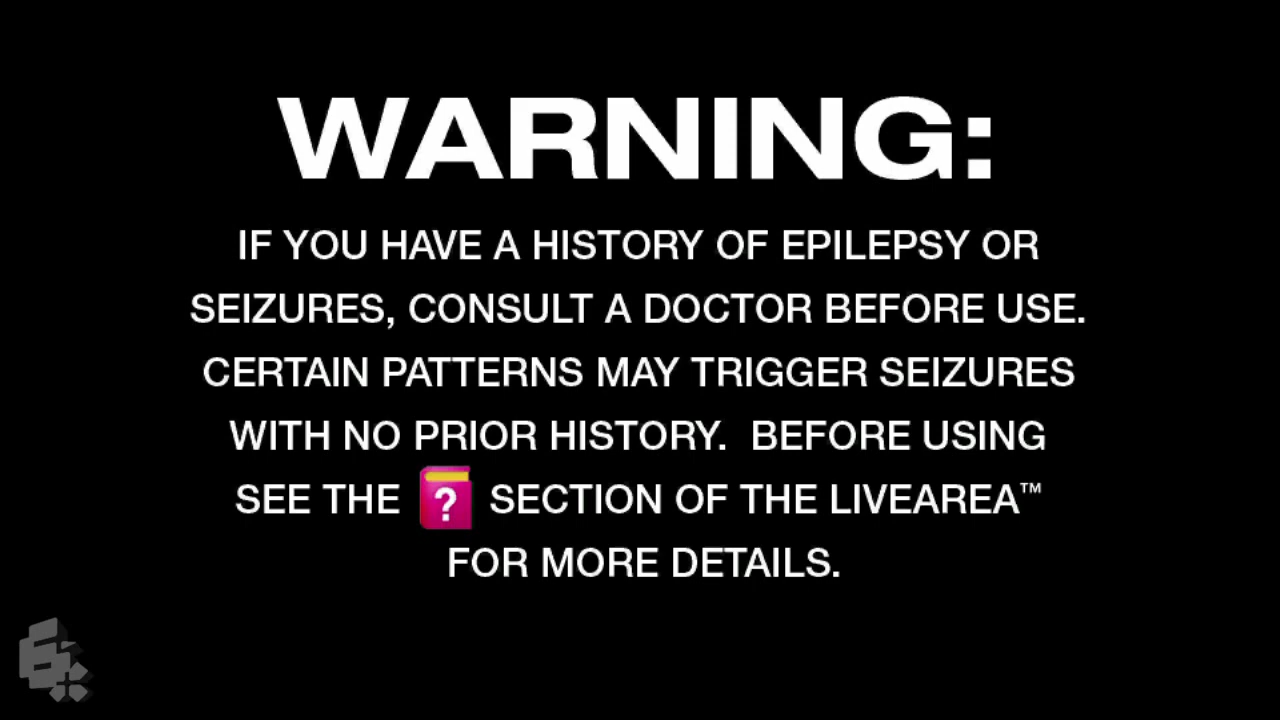 WARNING:
IF YOU HAVE A HISTORY OF EPILEPSY OR
SEIZURES, CONSULT A DOCTOR BEFORE USE.
CERTAIN PATTERNS MAY TRIGGER SEIZURES
WITH NO PRIOR HISTORY.  BEFORE USING
SEE THE ? SECTION OF THE LIVEAREA™
FOR MORE DETAILS.